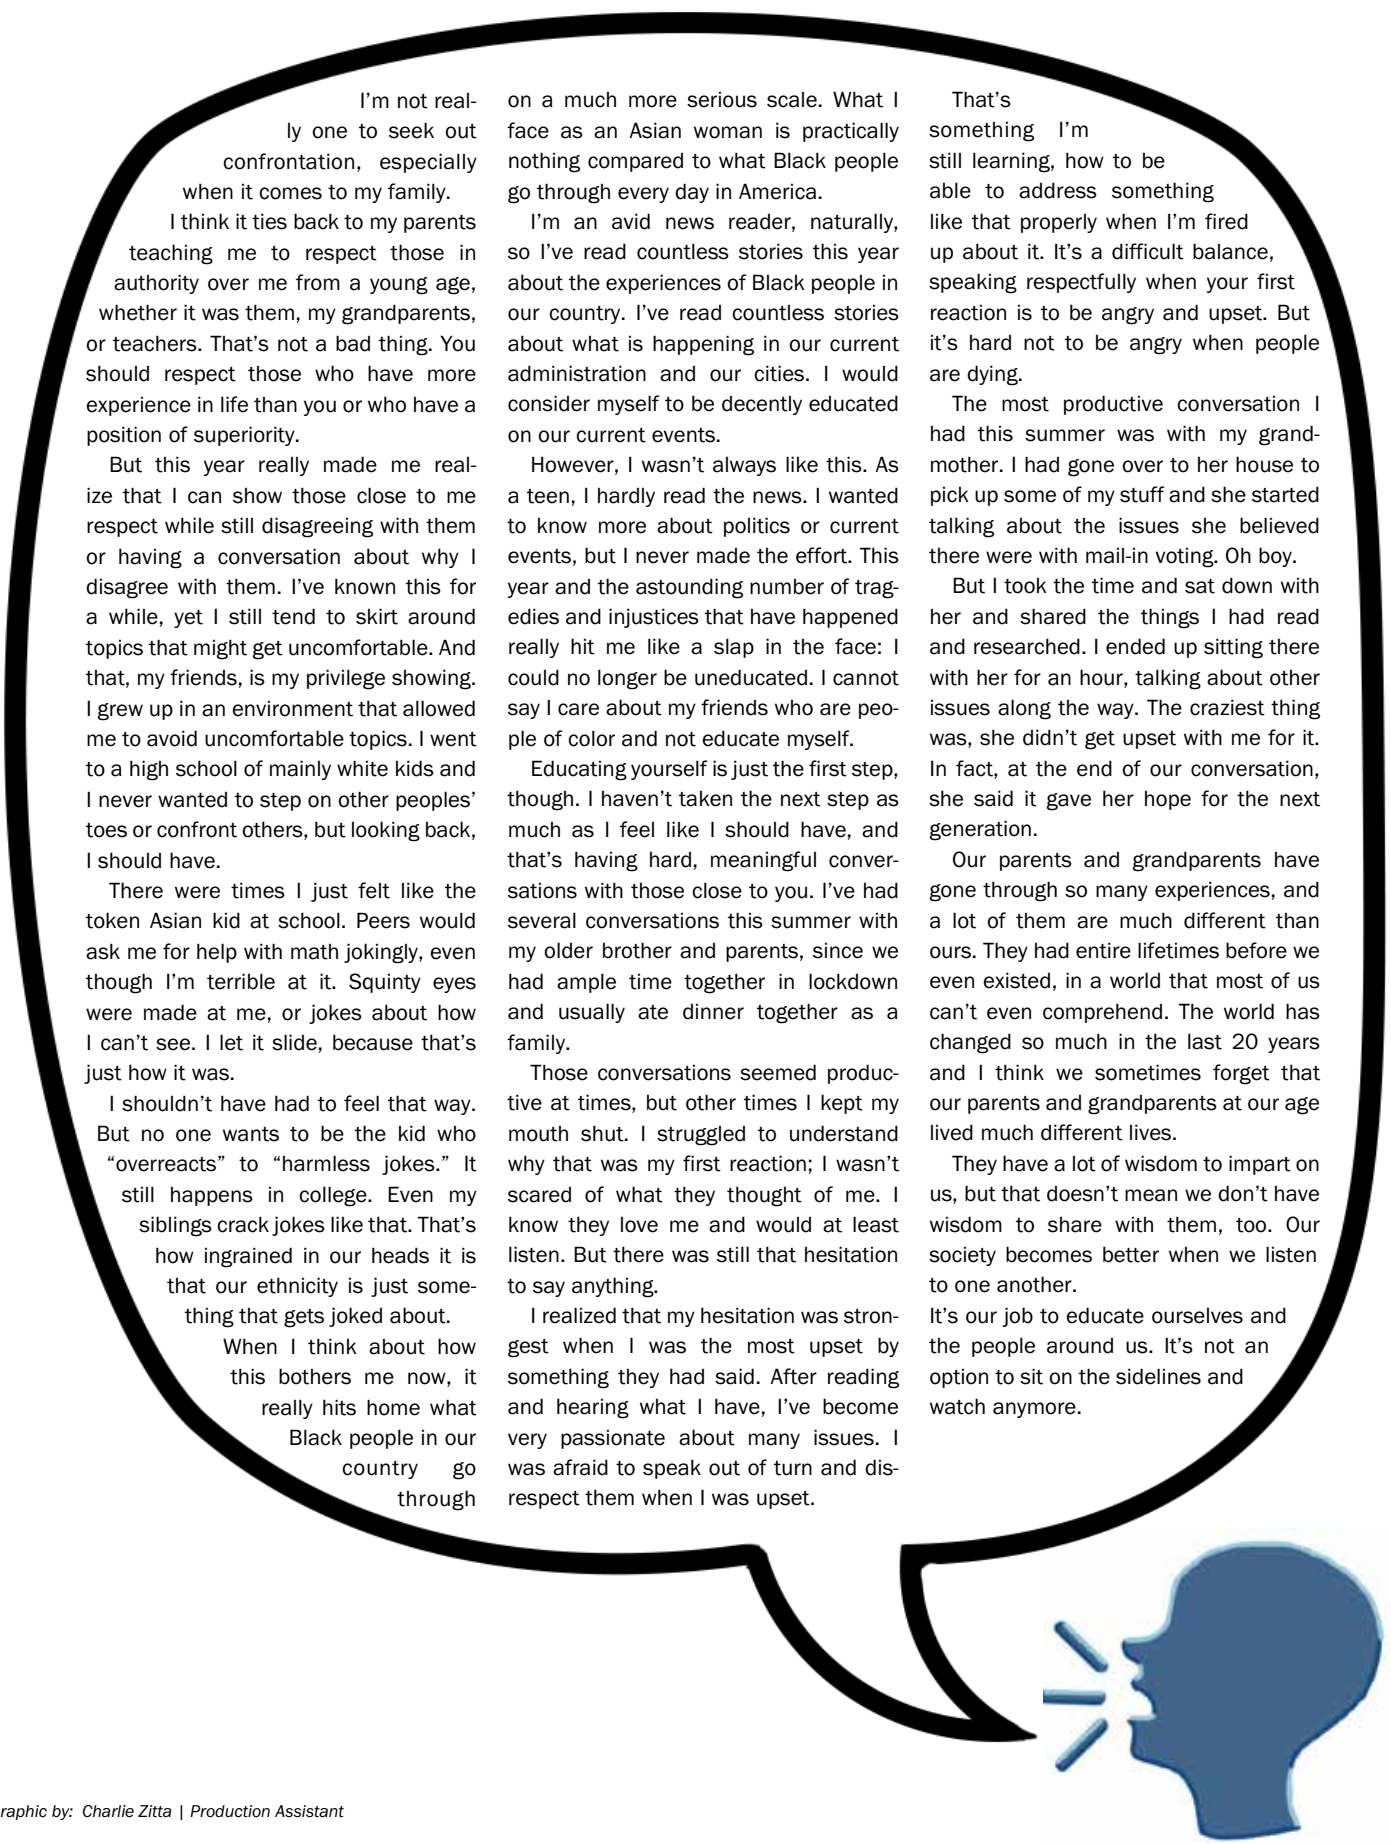 I'm not real-
ly one to seek out
confrontation, especially
when it comes to my family.
I think it ties back to my parents
teaching me to respect those in
authority over me from a young age,
whether it was them, my grandparents,
or teachers. That's not a bad thing. You
should respect those who have more
experience in life than you or who have a
position of superiority.
But this year really made me real-
ize that I can show those close to me
respect while still disagreeing with them
or having a conversation about why I
disagree with them. I've known this for
a while, yet I still tend to skirt around
topics that might get uncomfortable. And
that, my friends, is my privilege showing.
I grew up in an environment that allowed
me to avoid uncomfortable topics. I went
to a high school of mainly white kids and
I never wanted to step on other peoples'
toes or confront others, but looking back,
I should have.
There were times I just felt like the
token Asian kid at school. Peers would
ask me for help with math jokingly, even
though I'm terrible at it. Squinty eyes
were made at me, or jokes about how
I can't see. I let it slide, because that's
just how it was.
I shouldn't have had to feel that way.
But no one wants to be the kid who
“overreacts” to “harmless jokes.” It
still happens in college. Even my
siblings crack jokes like that. That's
how ingrained in our heads it is
that our ethnicity is just some-
thing that gets joked about.
When I think about how
this bothers me now, it
really hits home what
Black people in our
country go
through
on a much more serious scale. What I
face as an Asian woman is practically
nothing compared to what Black people
go through every day in America.
I'm an avid news reader, naturally,
so I've read countless stories this year
about the experiences of Black people in
our country. I've read countless stories
about what is happening in our current
administration and our cities. I would
consider myself to be decently educated
on our current events.
However, I wasn't always like this. As
a teen, I hardly read the news. I wanted
to know more about politics or current
events, but I never made the effort. This
year and the astounding number of trag-
edies and injustices that have happened
really hit me like a slap in the face: I
could no longer be uneducated. I cannot
say I care about my friends who are peo-
ple of color and not educate myself.
Educating yourself is just the first step,
though. I haven't taken the next step as
much as I feel like I should have, and
that's having hard, meaningful conver-
sations with those close to you. I've had
several conversations this summer with
my older brother and parents, since we
had ample time together in lockdown
and usually ate dinner together as a
family.
Those conversations seemed produc-
tive at times, but other times I kept my
mouth shut. I struggled to understand
why that was my first reaction; I wasn't
scared of what they thought of me. I
know they love me and would at least
listen. But there was still that hesitation
to say anything.
I realized that my hesitation was stron-
gest when I was the most upset by
something they had said. After reading
and hearing what I have, I've become
very passionate about many issues. I
was afraid to speak out of turn and dis-
respect them when I was upset.
That's
something I'm
still learning, how to be
able to address something
like that properly when I'm fired
up about it. It's a difficult balance,
speaking respectfully when your first
reaction is to be angry and upset. But
it's hard not to be angry when people
are dying.
The most productive conversation I
had this summer was with my grand-
mother. I had gone over to her house to
pick up some of my stuff and she started
talking about the issues she believed
there were with mail-in voting. Oh boy.
But I took the time and sat down with
her and shared the things I had read
and researched. I ended up sitting there
with her for an hour, talking about other
issues along the way. The craziest thing
was, she didn't get upset with me for it.
In fact, at the end of our conversation,
she said it gave her hope for the next
generation.
Our parents and grandparents have
gone through so many experiences, and
a lot of them are much different than
ours. They had entire lifetimes before we
even existed, in a world that most of us
can't even comprehend. The world has
changed so much in the last 20 years
and I think we sometimes forget that
our parents and grandparents at our age
lived much different lives.
They have a lot of wisdom to impart on
us, but that doesn't mean we don't have
wisdom to share with them, too. Our
society becomes better when we listen
to one another.
It's our job to educate ourselves and
the people around us. It's not an
option to sit on the sidelines and
watch anymore.
raphic by: Charlie Zitta | Production Assistant